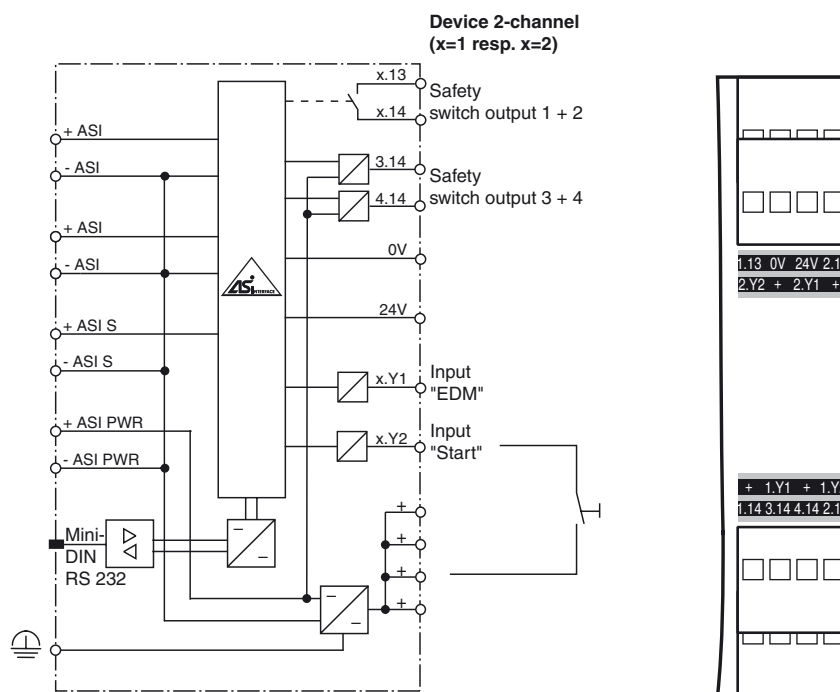 Device 2-channel
(x=1 resp. x=2)
x.13
Safety
x.14
switch output 1 + 2
+ ASI
- ASI
3.14
Safety
4.14
switch output 3 + 4
+ ASI
- ASI
0V
ASi
INTERFACE
24V
+ ASI S
- ASI S
x.Y1
Input
"EDM"
+ ASI PWR
x.Y2
Input
"Start"
- ASI PWR
+
+
+
+
Mini-
DIN
RS 232
1.13 0V 24V 2.1
2.Y2 + 2.Y1 +
+ 1.Y1 + 1.Y
1.14 3.14 4.14 2.1